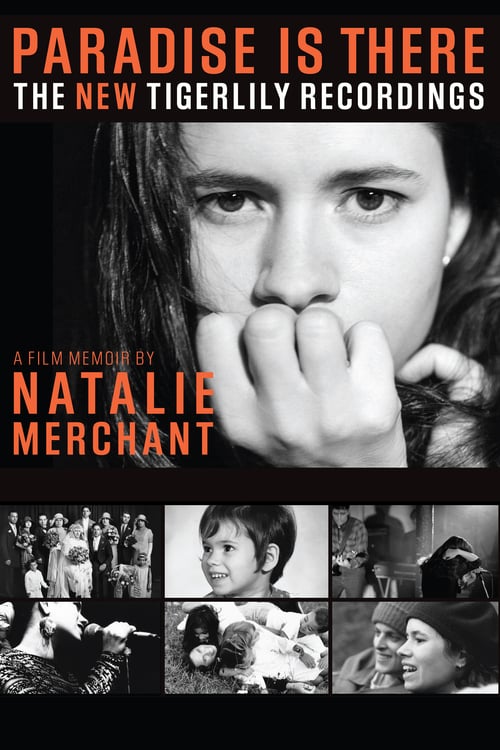 PARADISE IS THERE
THE NEW TIGERLILY RECORDINGS
A FILM MEMOIR BY
NATALIE
MERCHANT